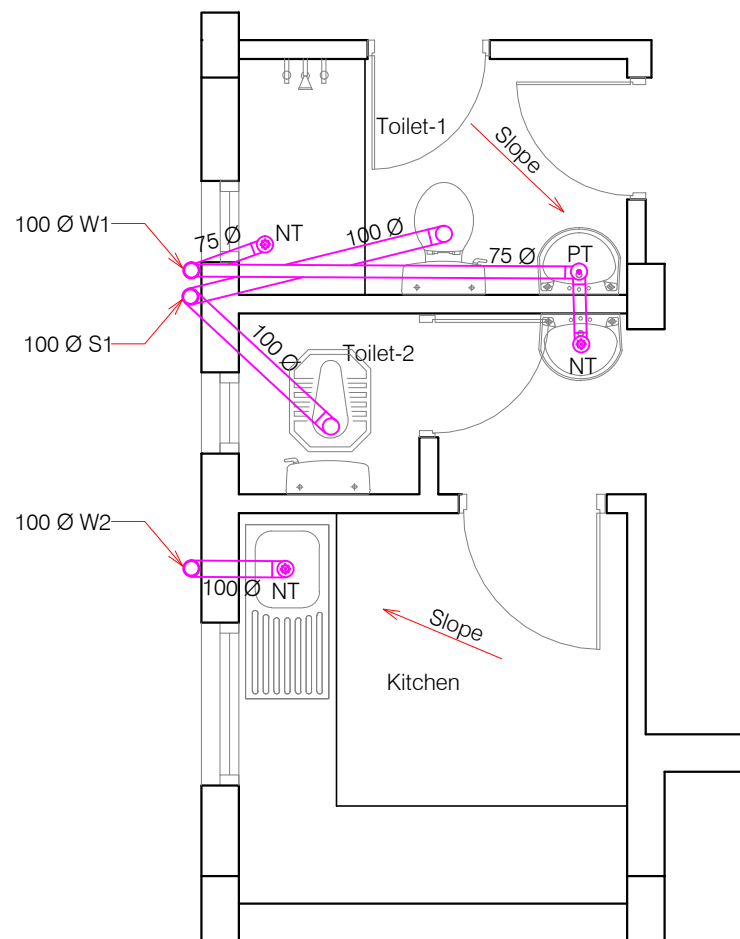 Toilet-1
Slope
100 Ø W1
75 Ø
NT
100 Ø
75 Ø
PT
100 Ø S1
100 Ø
Toilet-2
NT
100 Ø W2
100 Ø
NT
Slope
Kitchen